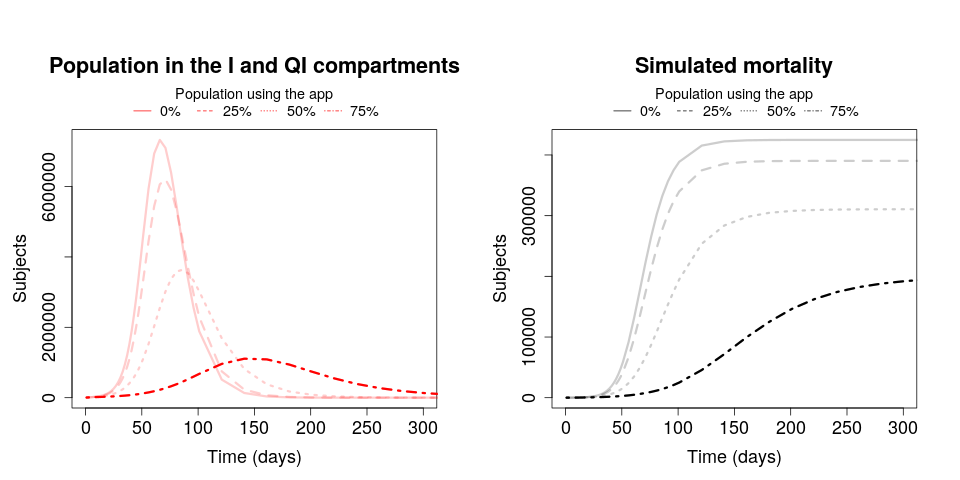 Population in the I and QI compartments
Population using the app
0% 25% 50% 75%
Subjects
6000000
2000000
0
0 50 100 150 200 250 300
Time (days)
Simulated mortality
Population using the app
0% 25% 50% 75%
Subjects
300000
100000
0
0 50 100 150 200 250 300
Time (days)